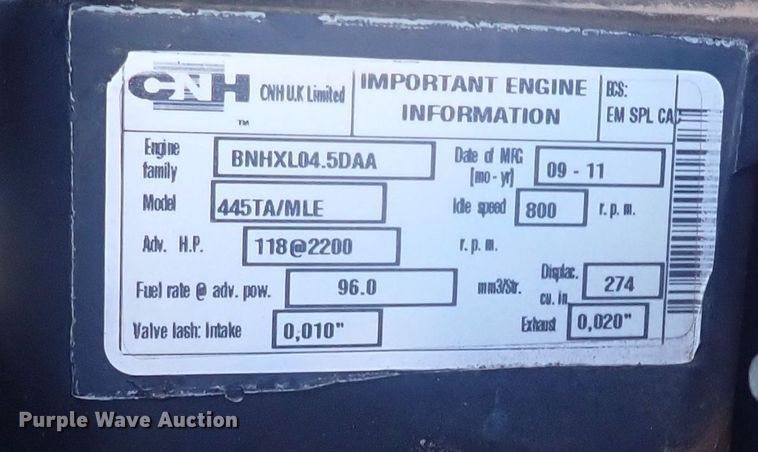 CNH CNH U.K Limited IMPORTANT ENGINE INFORMATION ECS:
TM EM SPL CAC
Engine family BNHXL04.5DAA Date of MFG [mo - yr] 09 - 11
Model 445TA/MLE Idle speed 800 r. p. m.
Adv. H.P. 118@2200 r. p. m.
Fuel rate @ adv. pow. 96.0 mm3/Str. Displac. cu. in. 274
Valve lash: Intake 0,010" Exhaust 0,020"
Purple Wave Auction